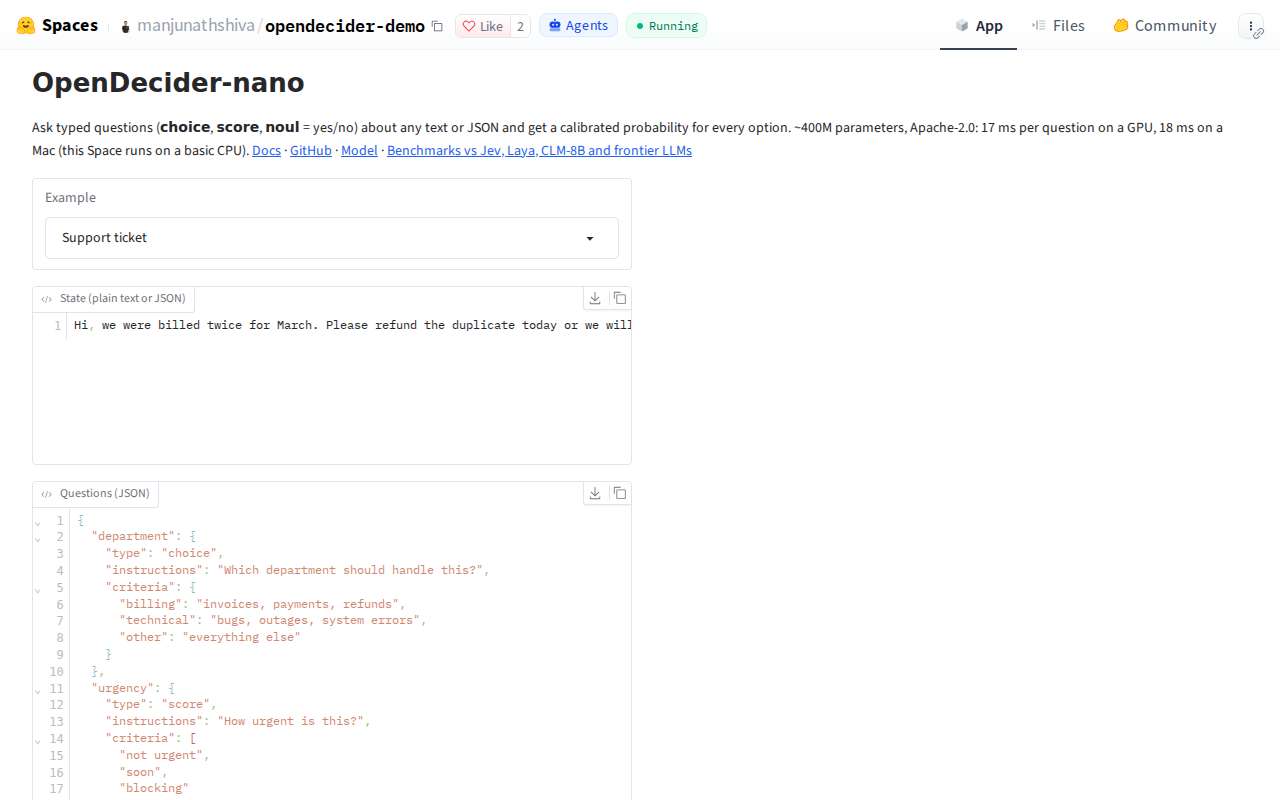 Spaces manjunathshiva / opendecider-demo Like 2 Agents Running App Files Community
OpenDecider-nano
Ask typed questions (choice, score, noul = yes/no) about any text or JSON and get a calibrated probability for every option. ~400M parameters, Apache-2.0: 17 ms per question on a GPU, 18 ms on a
Mac (this Space runs on a basic CPU). Docs · GitHub · Model · Benchmarks vs Jev, Laya, CLM-8B and frontier LLMs
Example
Support ticket
State (plain text or JSON)
1 Hi, we were billed twice for March. Please refund the duplicate today or we will
Questions (JSON)
1 {
2 "department": {
3 "type": "choice",
4 "instructions": "Which department should handle this?",
5 "criteria": {
6 "billing": "invoices, payments, refunds",
7 "technical": "bugs, outages, system errors",
8 "other": "everything else"
9 }
10 },
11 "urgency": {
12 "type": "score",
13 "instructions": "How urgent is this?",
14 "criteria": [
15 "not urgent",
16 "soon",
17 "blocking"